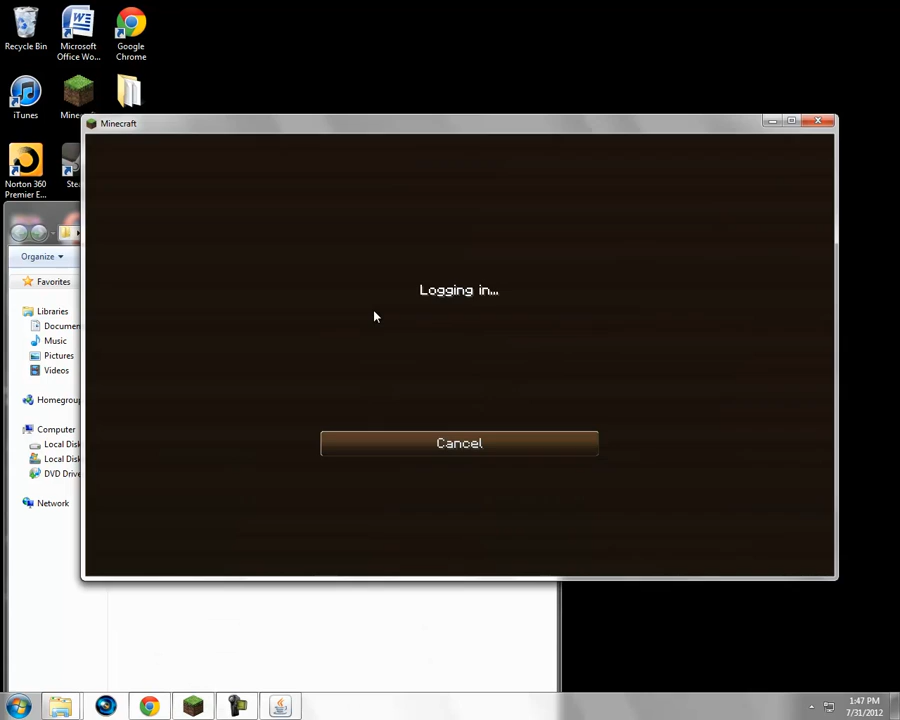 Recycle Bin
Microsoft
Office Wo...
Google
Chrome
iTunes
Norton 360
Premier E...
Minecraft
Organize
Favorites
Libraries
Music
Pictures
Videos
Computer
Network
Logging in...
Cancel
1:47 PM
7/31/2012